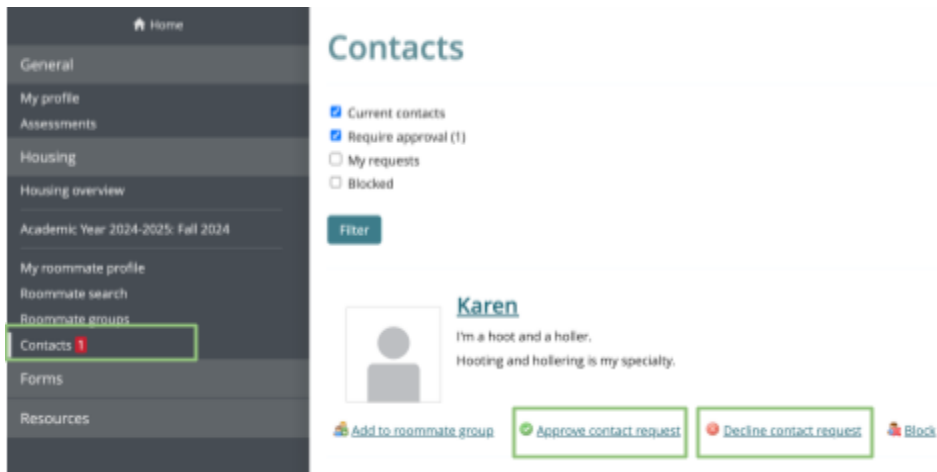 Home
General
My profile
Assessments
Housing
Housing overview
Academic Year 2024-2025: Fall 2024
My roommate profile
Roommate search
Roommate groups
Contacts 1
Forms
Resources
Contacts
Current contacts
Require approval (1)
My requests
Blocked
Filter
Karen
I'm a hoot and a holler.
Hooting and hollering is my specialty.
Add to roommate group Approve contact request Decline contact request Block